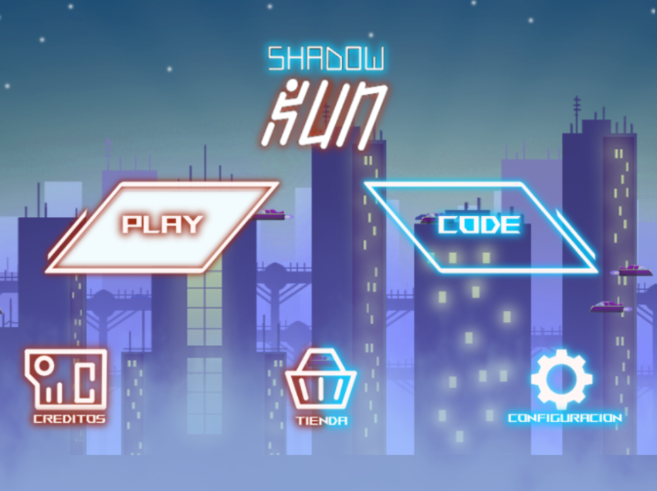 SHADOW
RUN
PLAY
CODE
CREDITOS
TIENDA
CONFIGURACION